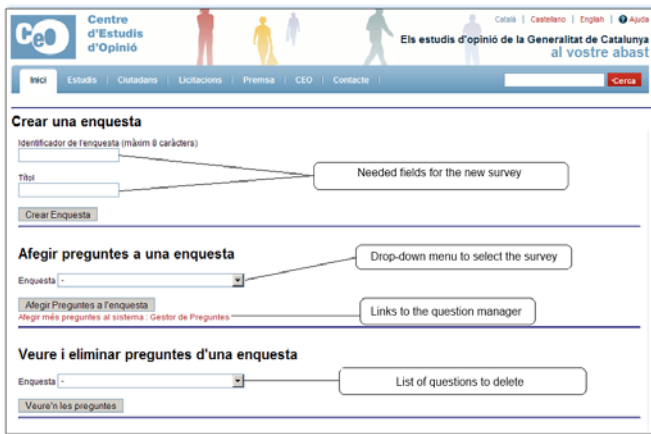 CeO
Centre
d'Estudis
d'Opinió
Català | Castellano | English | Ajuda
Els estudis d'opinió de la Generalitat de Catalunya
al vostre abast
Inici | Estudis | Ciutadans | Licitacions | Premsa | CEO | Contacte |
Cerca
Crear una enquesta
Identificador de l'enquesta (màxim 8 caràcters)
Needed fields for the new survey
Títol
Crear Enquesta
Afegir preguntes a una enquesta
Drop-down menu to select the survey
Enquesta -
Afegir Preguntes a l'enquesta
Links to the question manager
Afegir més preguntes al sistema : Gestor de Preguntes
Veure i eliminar preguntes d'una enquesta
Enquesta -
List of questions to delete
Veure'n les preguntes